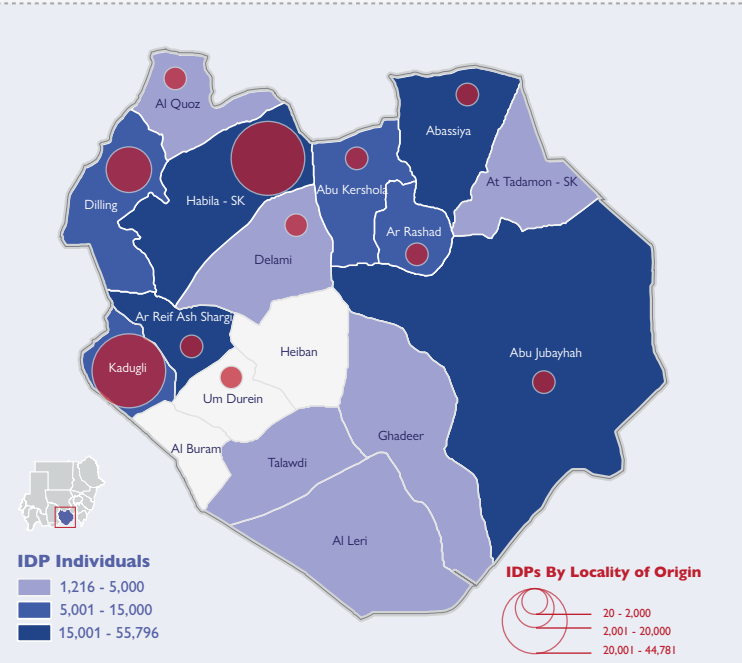 Al Quoz
Abassiya
Dilling
Habila - SK
Abu Kershola
At Tadamon - SK
Ar Rashad
Delami
Ar Reif Ash Shargi
Heiban
Abu Jubayhah
Kadugli
Um Durein
Al Buram
Ghadeer
Talawdi
Al Leri
IDP Individuals
1,216 - 5,000
5,001 - 15,000
15,001 - 55,796
IDPs By Locality of Origin
20 - 2,000
2,001 - 20,000
20,001 - 44,781